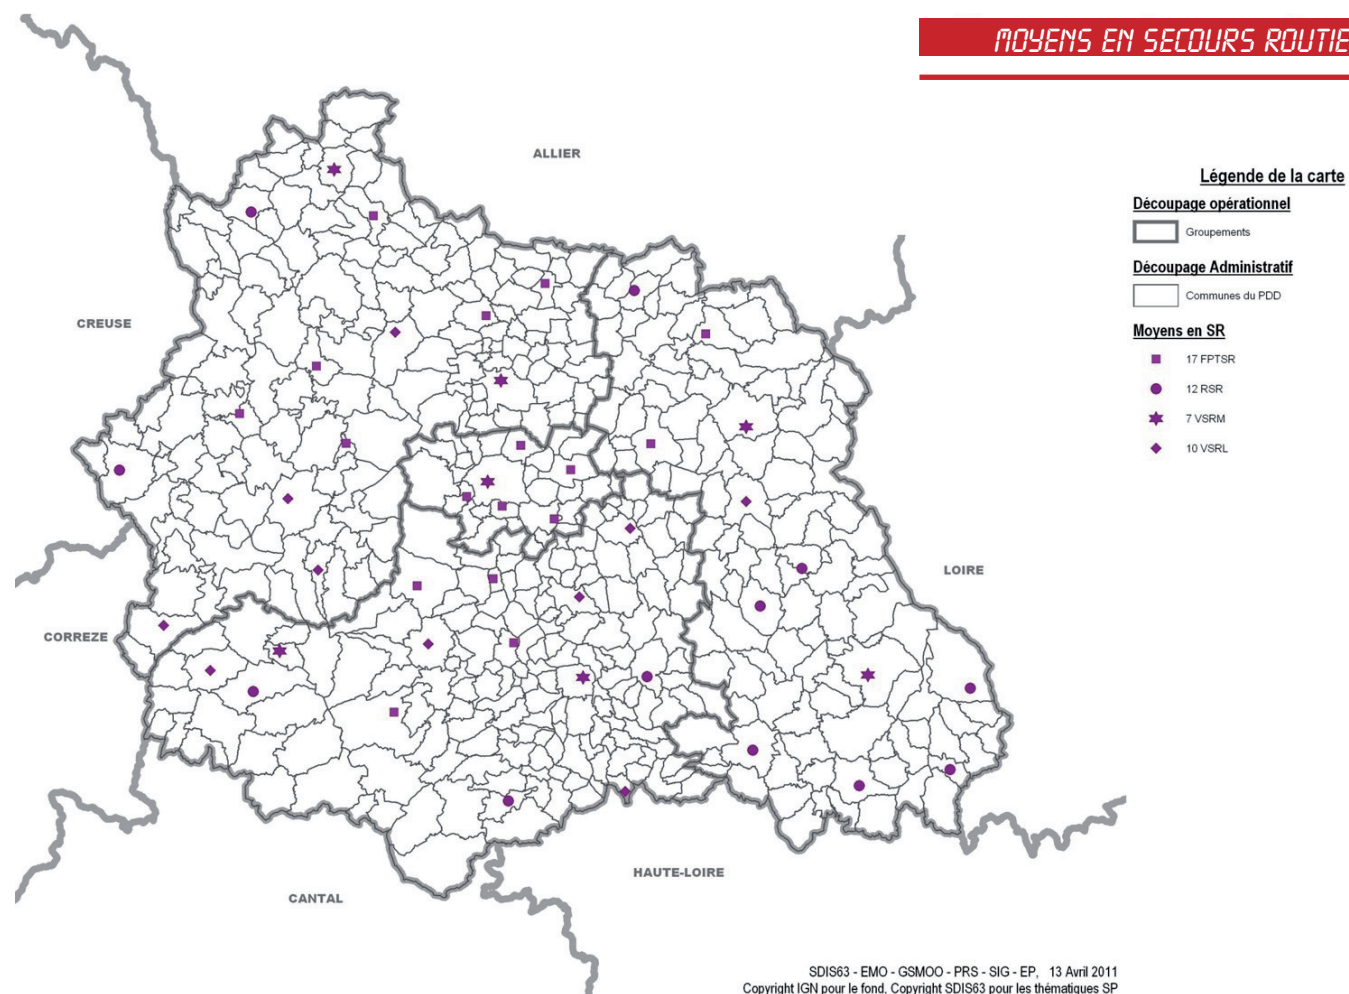 MOYENS EN SECOURS ROUTIE
ALLIER
CREUSE
CORREZE
LOIRE
HAUTE-LOIRE
CANTAL
Légende de la carte
Découpage opérationnel
Groupements
Découpage Administratif
Communes du PDD
Moyens en SR
17 FPTSR
12 RSR
7 VSRM
10 VSRL
SDIS63 - EMO - GSMOO - PRS - SIG - EP, 13 Avril 2011
Copyright IGN pour le fond, Copyright SDIS63 pour les thématiques SP